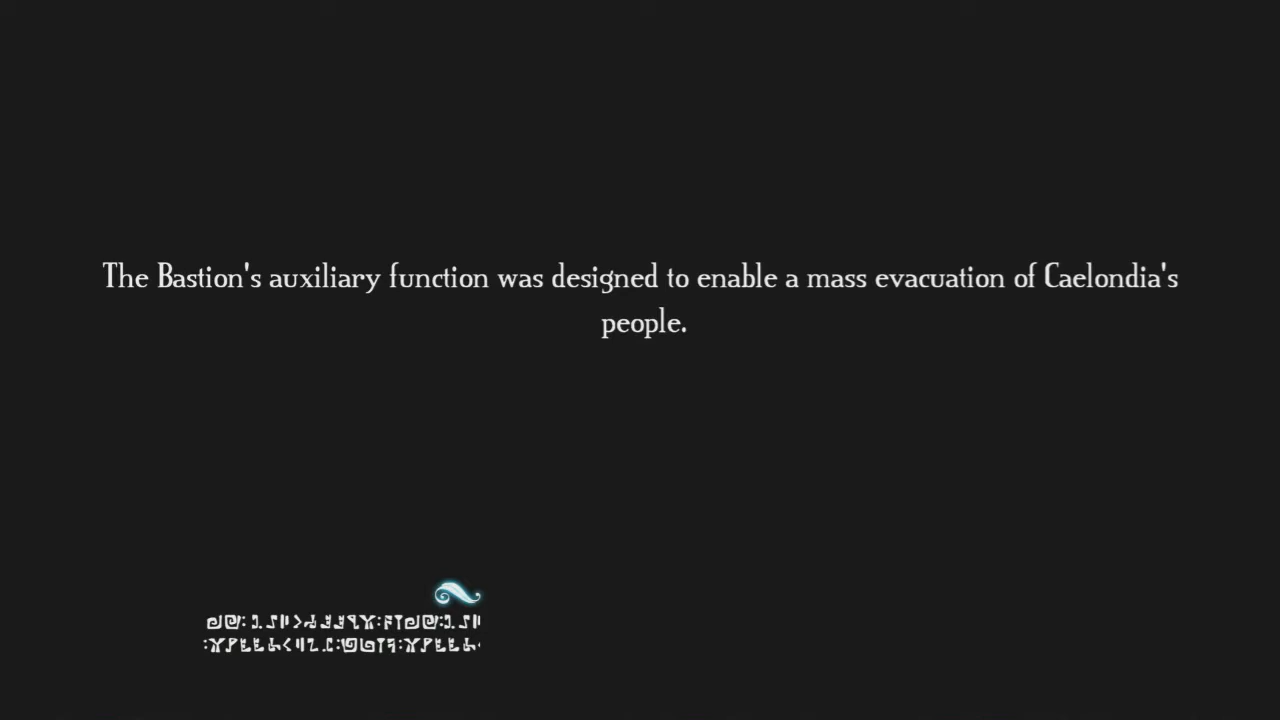 The Bastion's auxiliary function was designed to enable a mass evacuation of Caelondia's
people.